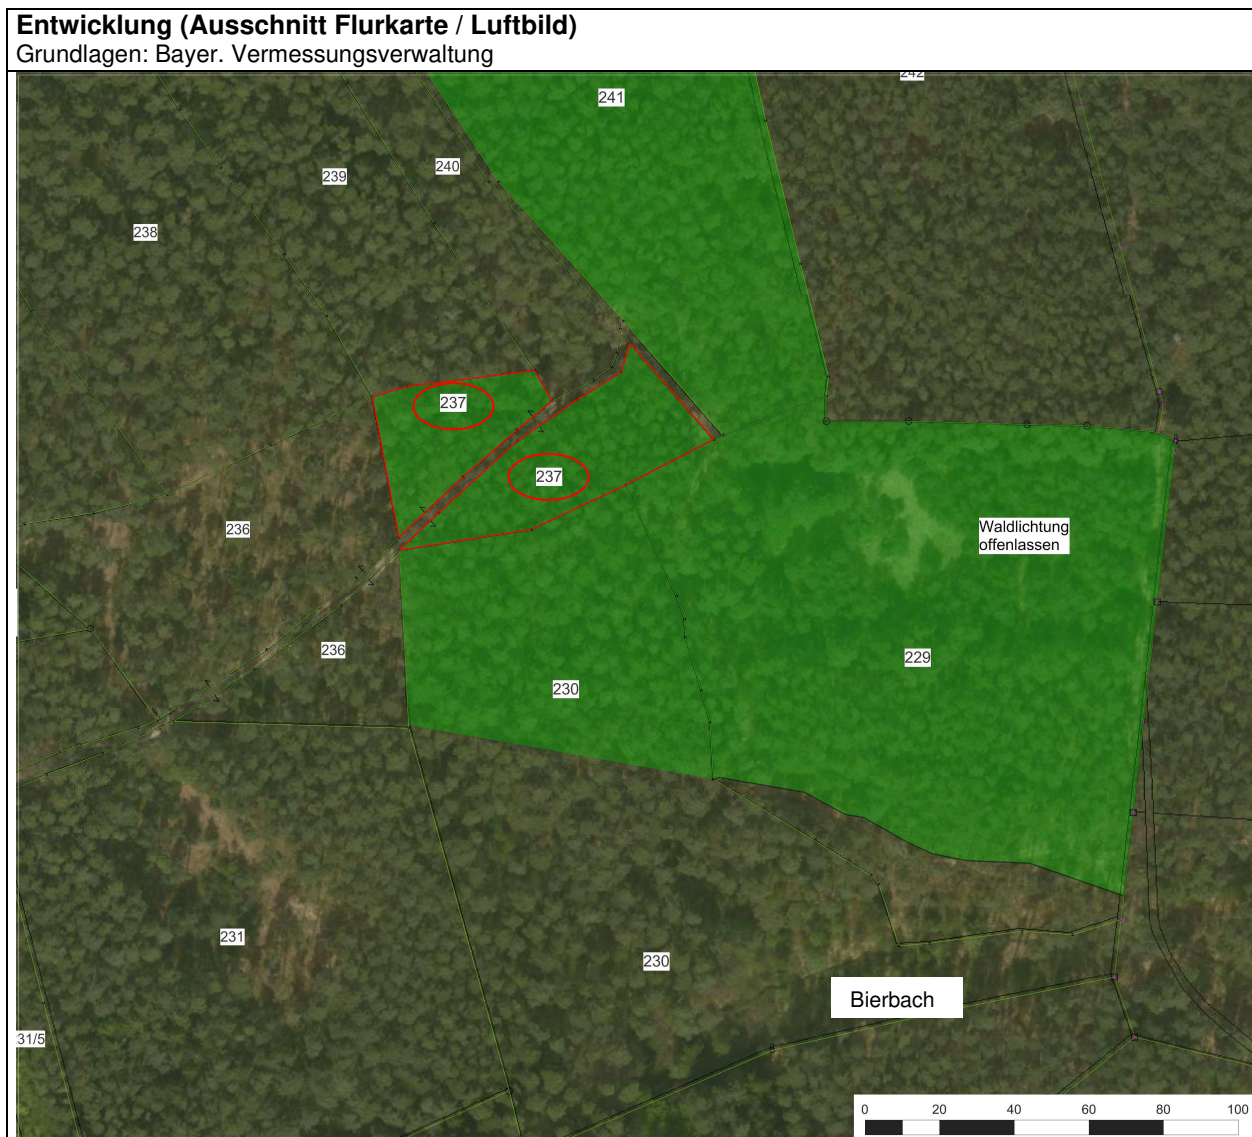 Entwicklung (Ausschnitt Flurkarte / Luftbild)
Grundlagen: Bayer. Vermessungsverwaltung
242
241
240
239
238
237
237
236
Waldlichtung
offenlassen
236
229
230
231
230
Bierbach
31/5
0 20 40 60 80 100